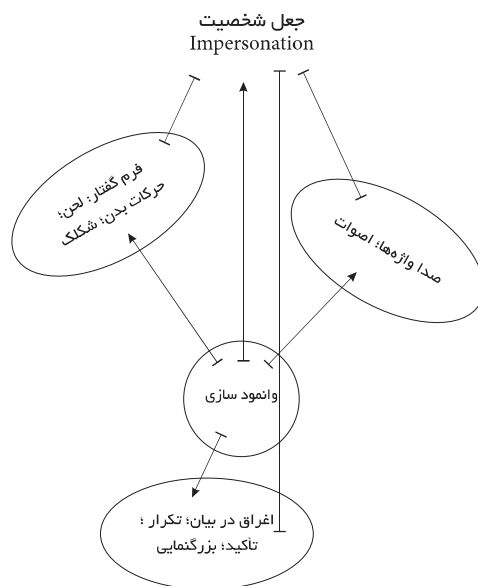 جعل شخصیت
Impersonation
فرم گفتار: لحن؛
حرکات بدن؛ شکلک
صدا واژه‌ها؛ اصوات
وانمود سازی
اغراق در بیان؛ تکرار ؛
تأکید؛ بزرگنمایی